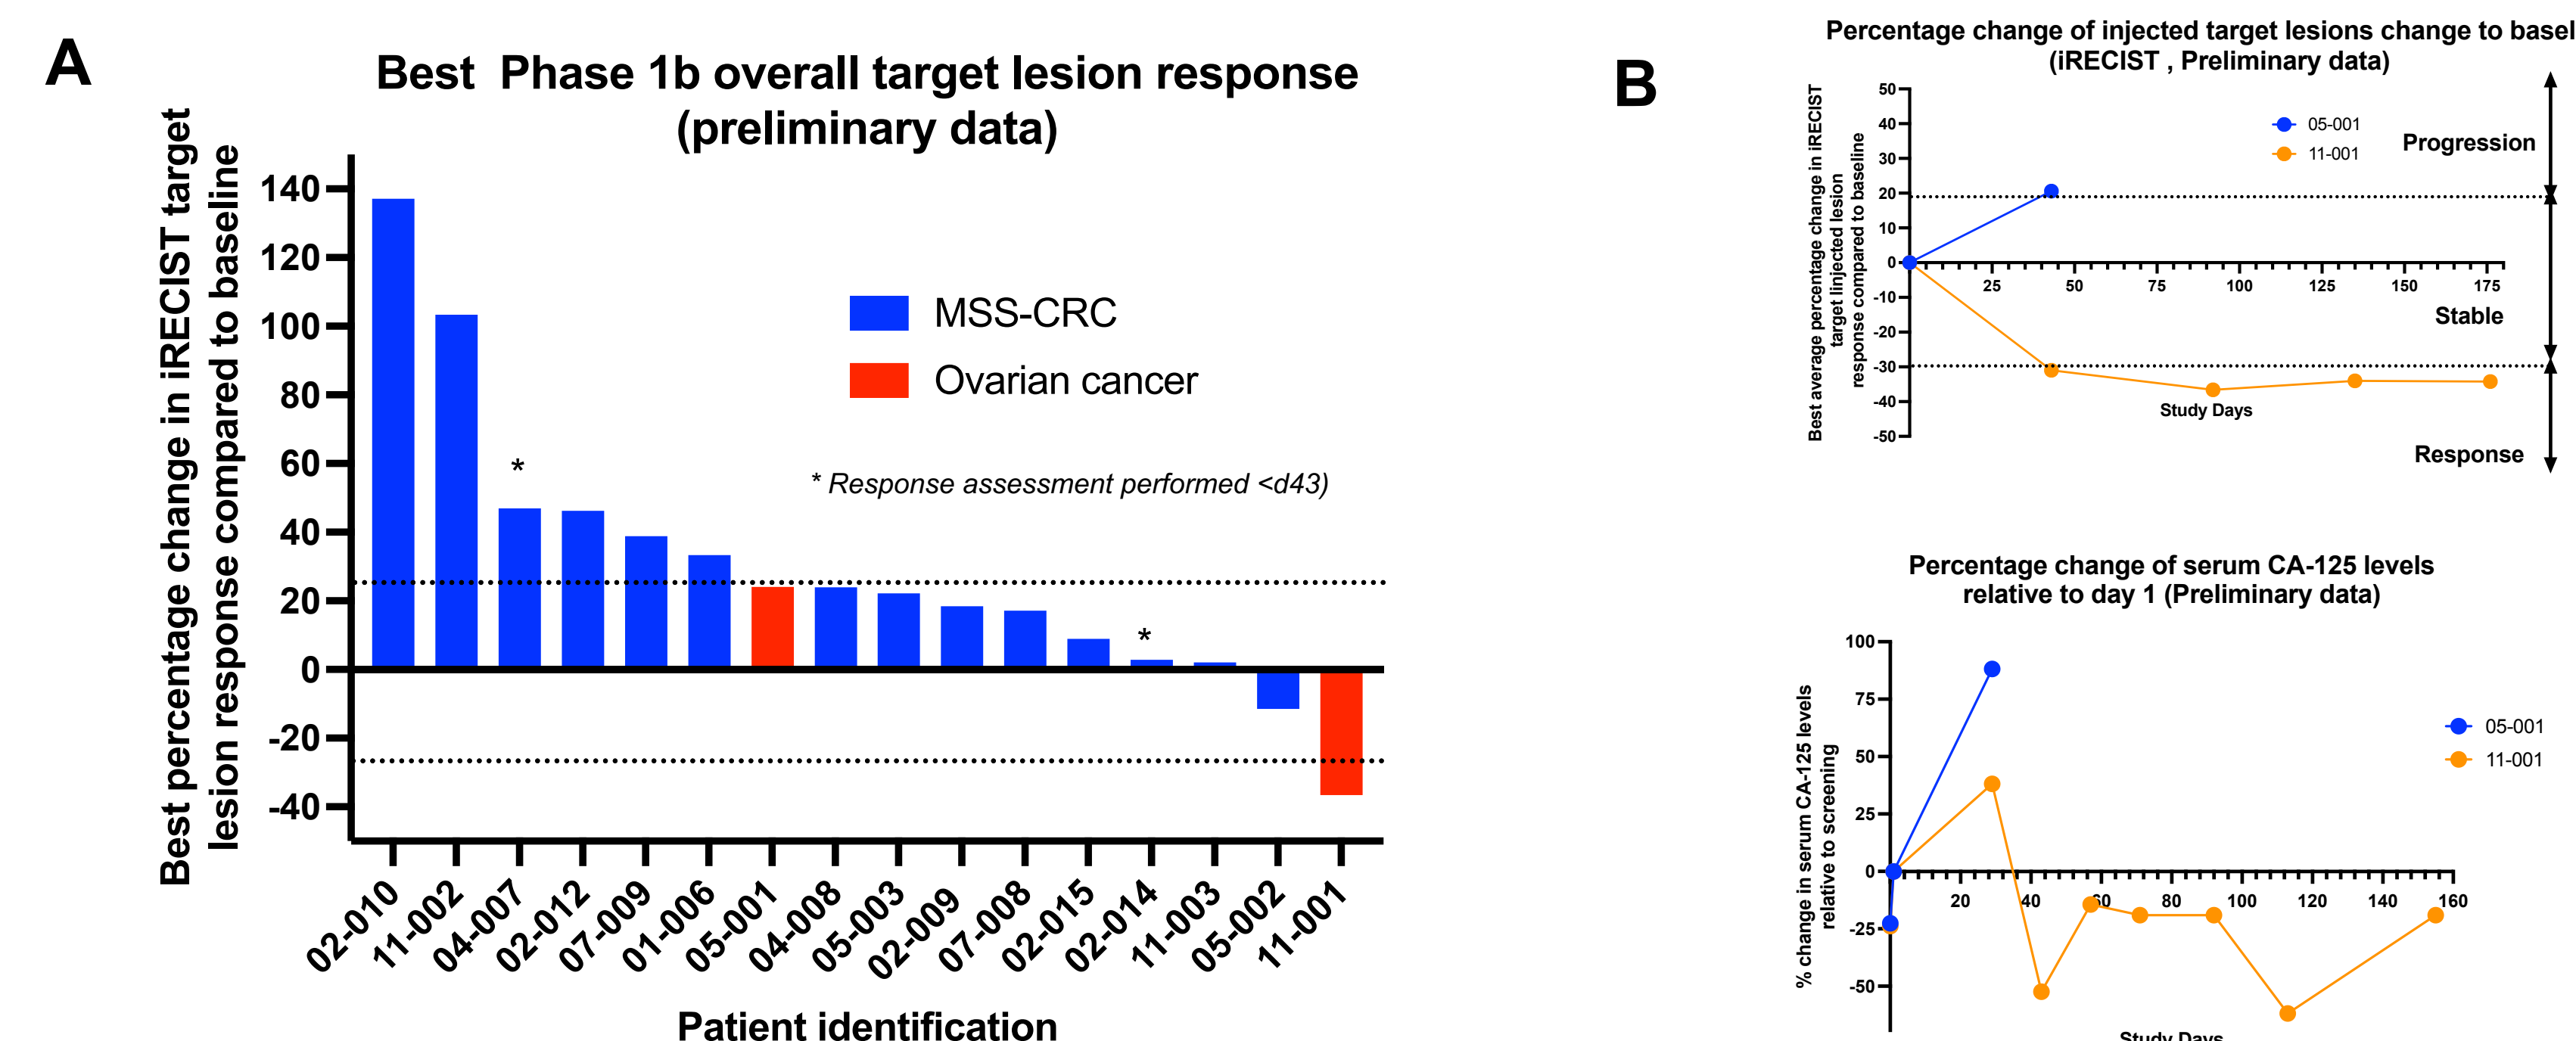 A
Best  Phase 1b overall target lesion response
(preliminary data)
Best percentage change in iRECIST target
lesion response compared to baseline
140
120
100
80
60
40
20
0
-20
-40
*
*
MSS-CRC
Ovarian cancer
* Response assessment performed <d43)
02-010
11-002
04-007
02-012
07-009
01-006
05-001
04-008
05-003
02-009
07-008
02-015
02-014
11-003
05-002
11-001
Patient identification
B
Percentage change of injected target lesions change to basel
(iRECIST , Preliminary data)
Best average percentage change in iRECIST
target linjected lesion
response compared to baseline
50
40
30
20
10
0
-10
-20
-30
-40
-50
25
50
75
100
125
150
175
05-001
11-001
Progression
Stable
Response
Study Days
Percentage change of serum CA-125 levels
relative to day 1 (Preliminary data)
% change in serum CA-125 levels
relative to screening
100
75
50
25
0
-25
-50
20
40
60
80
100
120
140
160
05-001
11-001
Study Days